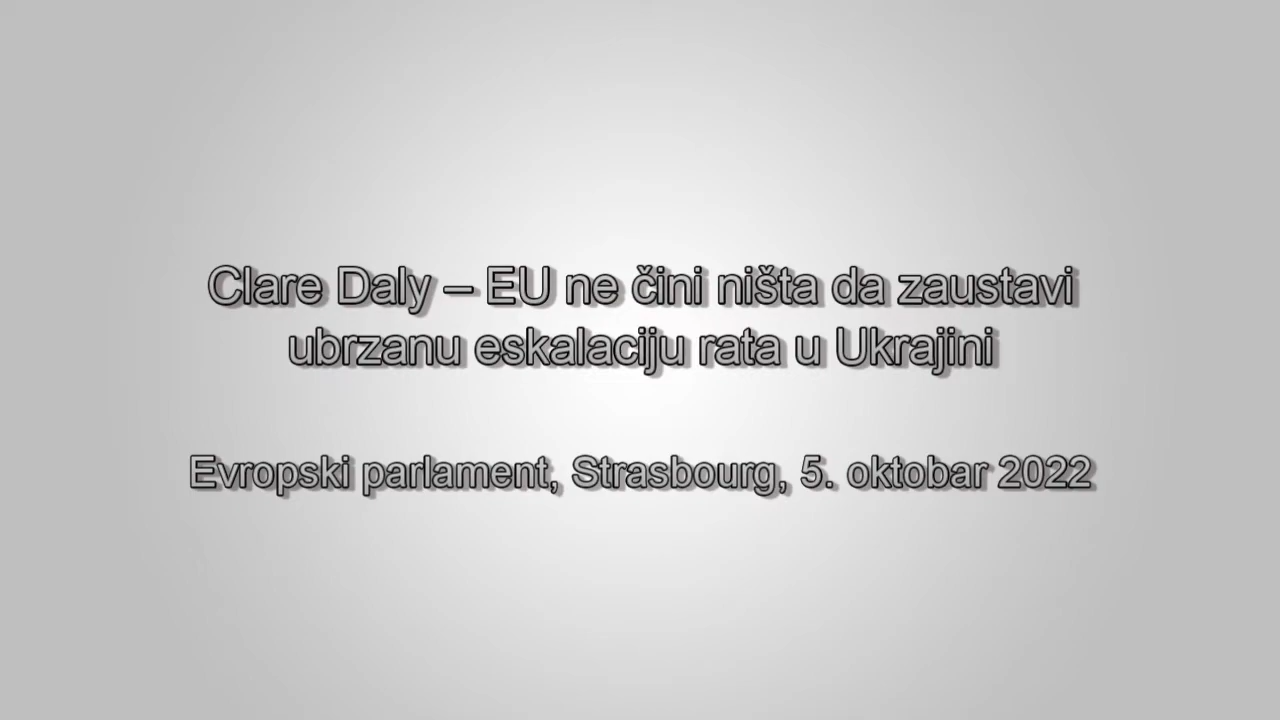 Clare Daly – EU ne čini ništa da zaustavi
ubrzanu eskalaciju rata u Ukrajini
Evropski parlament, Strasbourg, 5. oktobar 2022